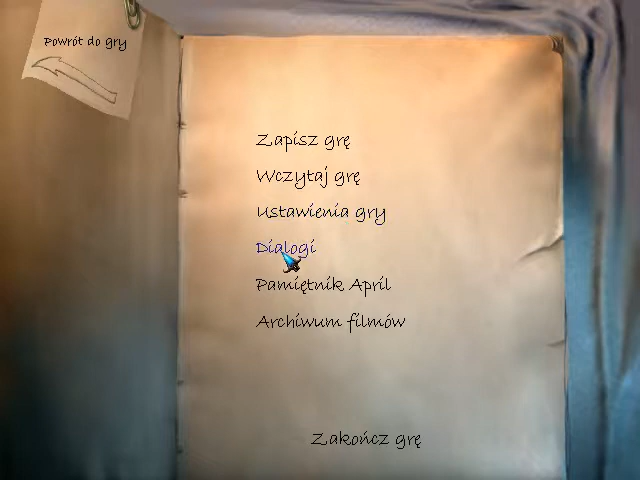 Powrót do gry
Zapisz grę
Wczytaj grę
Ustawienia gry
Dialogi
Pamiętnik April
Archiwum filmów
Zakończ grę